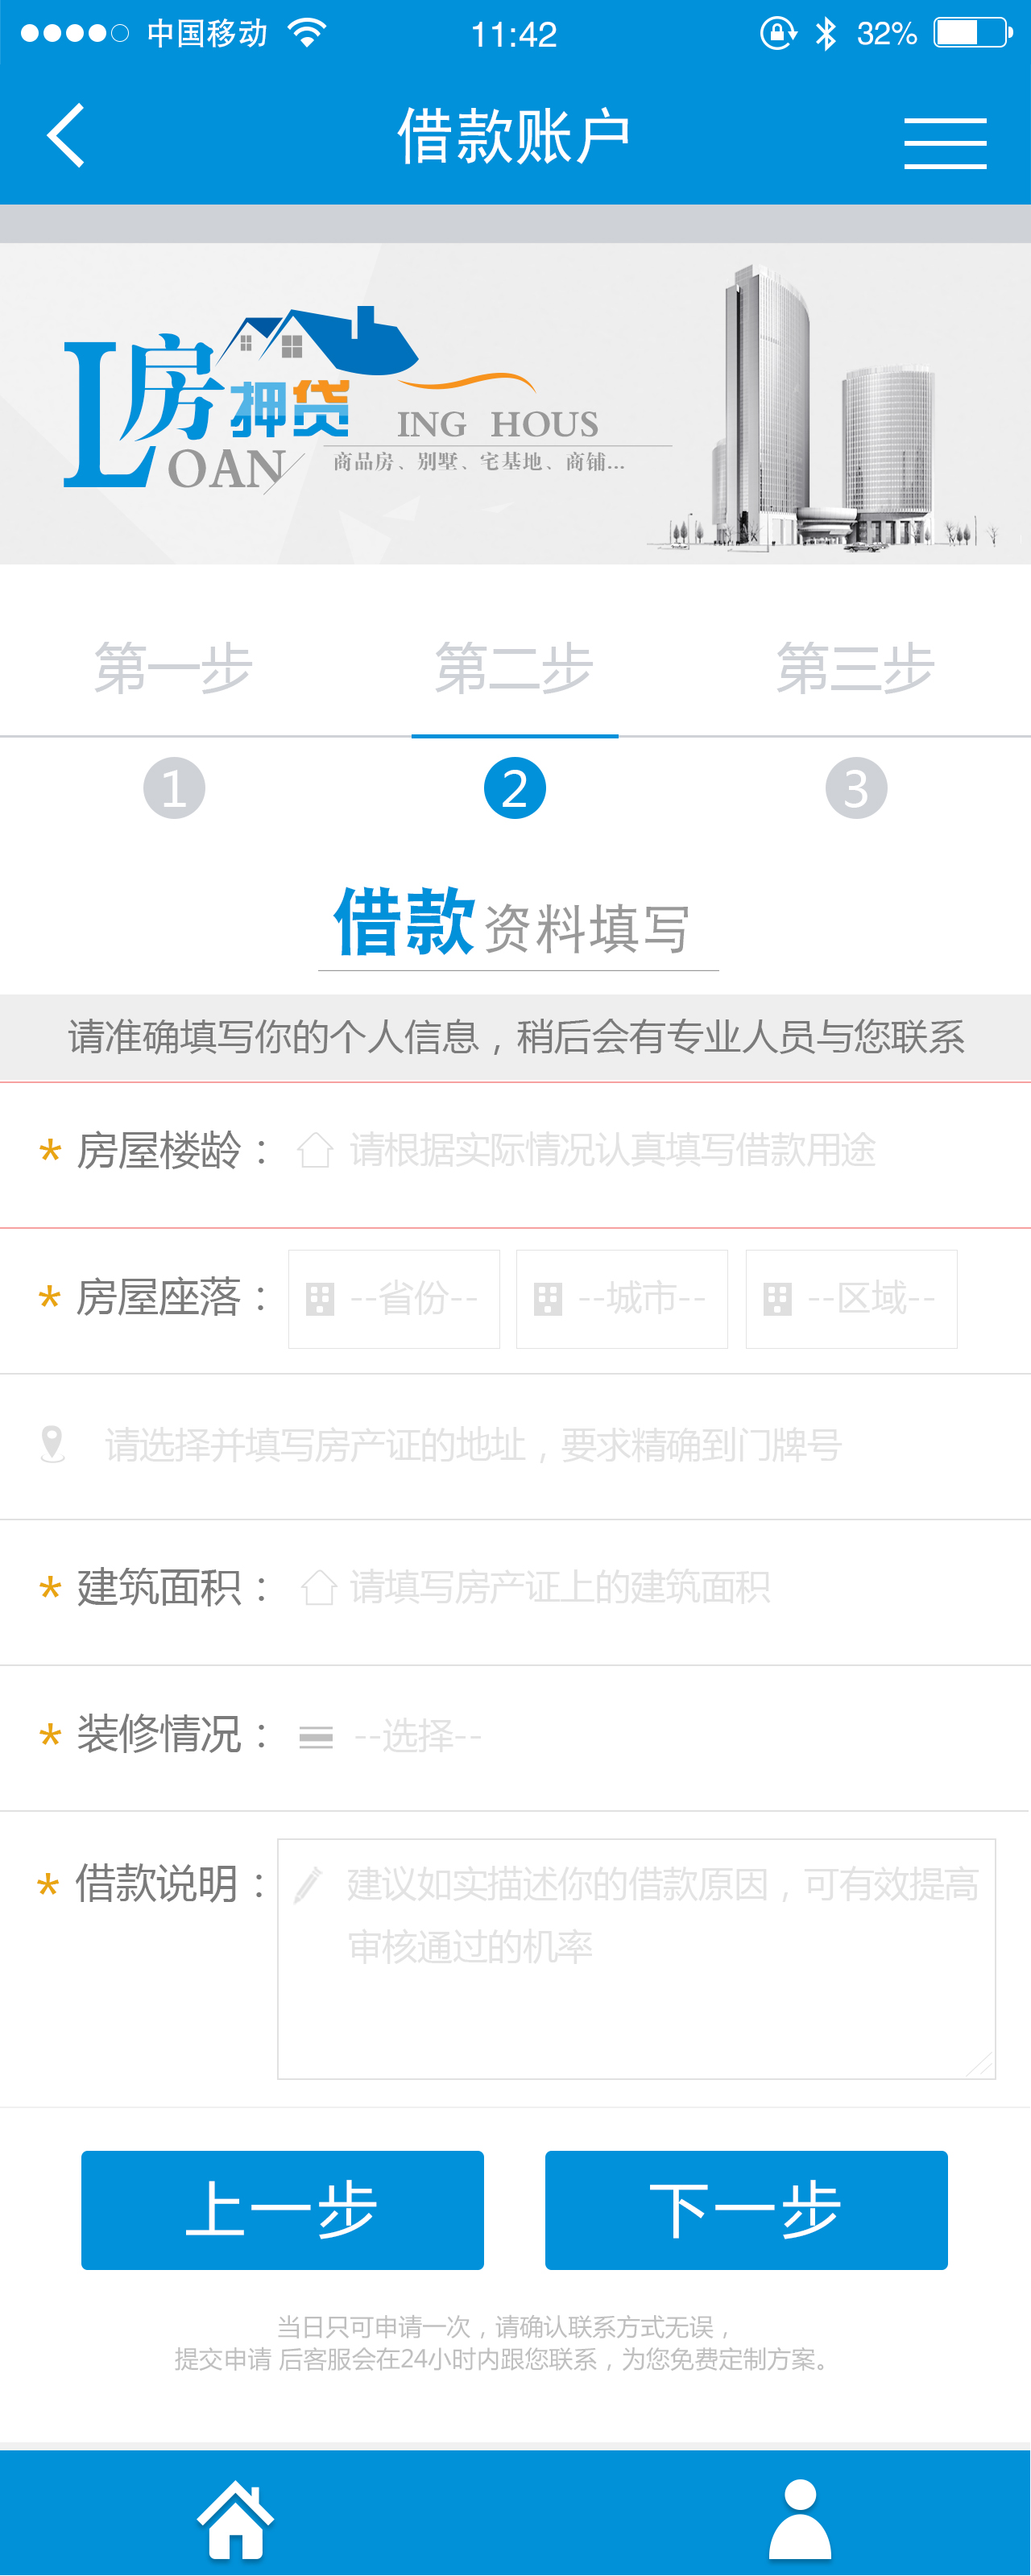 中国移动 11:42 32%
借款账户
L房押贷
OAN
ING HOUS
商品房、别墅、宅基地、商铺...
第一步 第二步 第三步
1 2 3
借款资料填写
请准确填写你的个人信息，稍后会有专业人员与您联系
* 房屋楼龄： 请根据实际情况认真填写借款用途
* 房屋座落： --省份-- --城市-- --区域--
请选择并填写房产证的地址，要求精确到门牌号
* 建筑面积： 请填写房产证上的建筑面积
* 装修情况： --选择--
* 借款说明： 建议如实描述你的借款原因，可有效提高
审核通过的机率
上一步 下一步
当日只可申请一次，请确认联系方式无误，
提交申请 后客服会在24小时内跟您联系，为您免费定制方案。